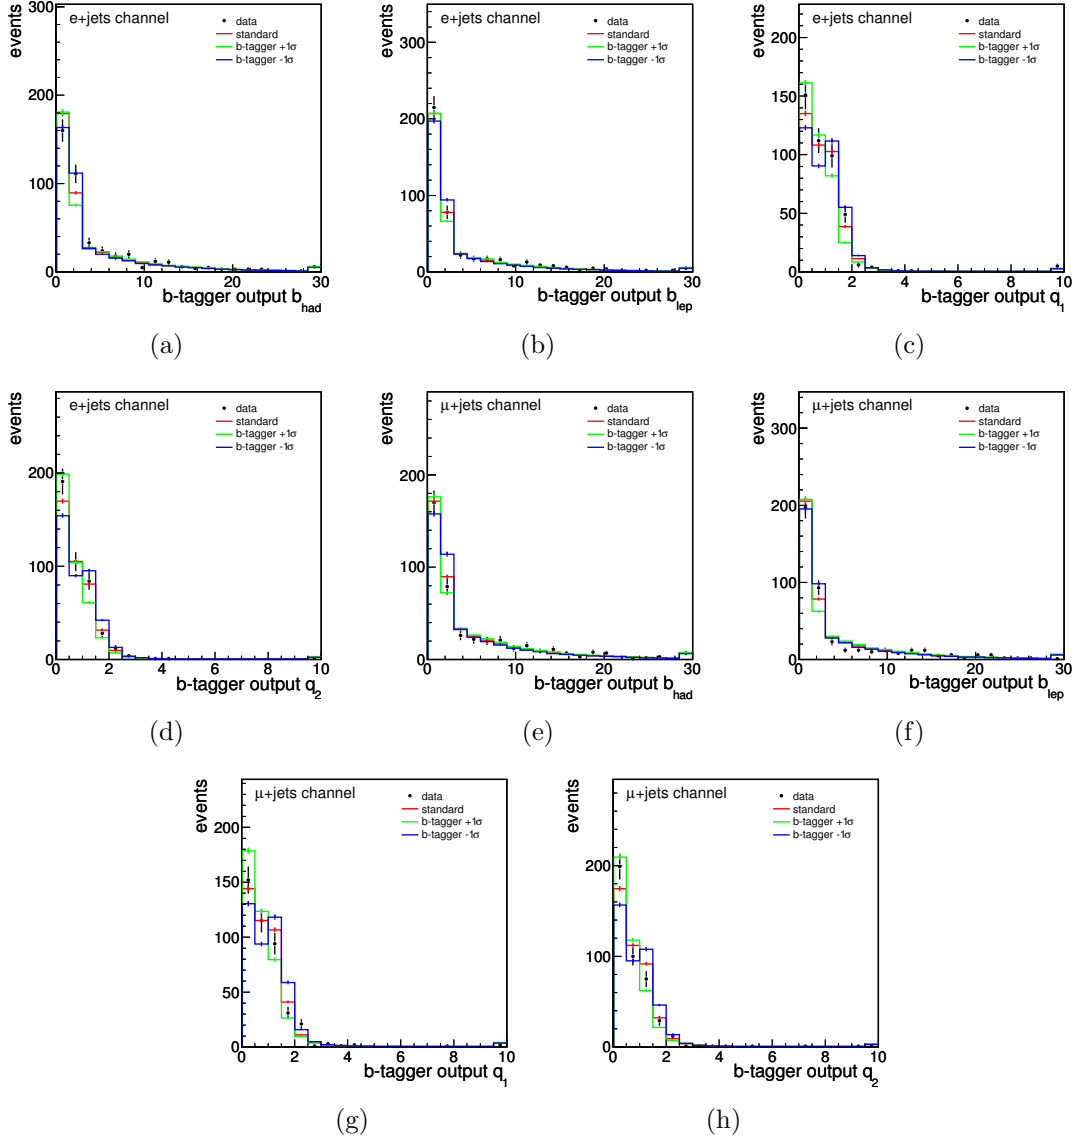 events
e+jets channel
data
standard
b-tagger +1σ
b-tagger -1σ
300
200
100
0
0 10 20 30
b-tagger output b_had
(a)
events
e+jets channel
data
standard
b-tagger +1σ
b-tagger -1σ
300
200
100
0
0 10 20 30
b-tagger output b_lep
(b)
events
e+jets channel
data
standard
b-tagger +1σ
b-tagger -1σ
200
150
100
50
0
0 2 4 6 8 10
b-tagger output q_1
(c)
events
e+jets channel
data
standard
b-tagger +1σ
b-tagger -1σ
200
100
0
0 2 4 6 8 10
b-tagger output q_2
(d)
events
μ+jets channel
data
standard
b-tagger +1σ
b-tagger -1σ
200
100
0
0 10 20 30
b-tagger output b_had
(e)
events
μ+jets channel
data
standard
b-tagger +1σ
b-tagger -1σ
300
200
100
0
0 10 20 30
b-tagger output b_lep
(f)
events
μ+jets channel
data
standard
b-tagger +1σ
b-tagger -1σ
200
150
100
50
0
0 2 4 6 8 10
b-tagger output q_1
(g)
events
μ+jets channel
data
standard
b-tagger +1σ
b-tagger -1σ
200
100
0
0 2 4 6 8 10
b-tagger output q_2
(h)